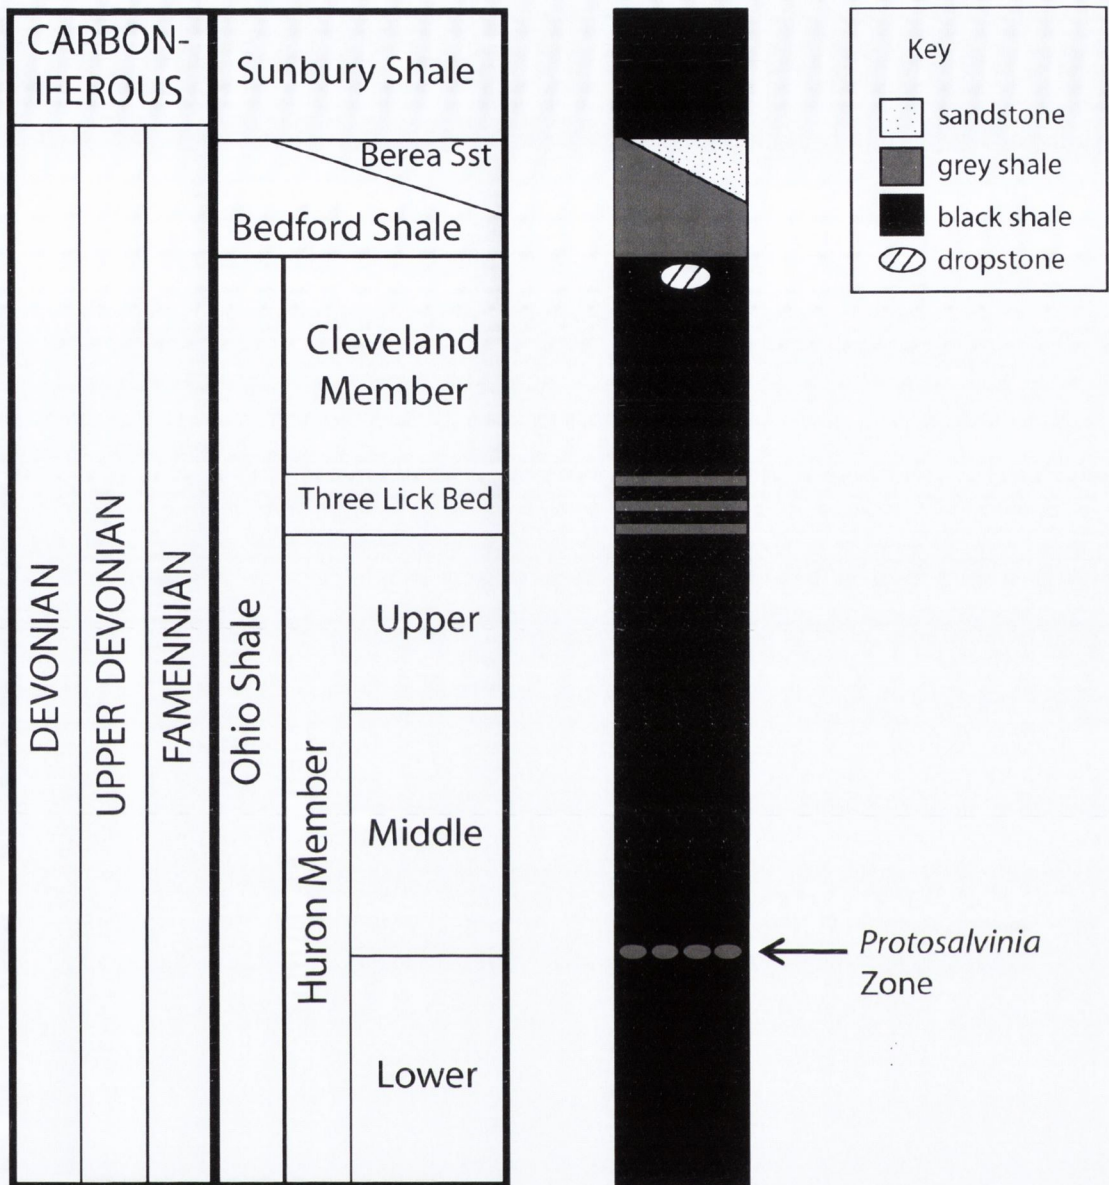 CARBON-
IFEROUS
Sunbury Shale
Berea Sst
Bedford Shale
Cleveland
Member
Three Lick Bed
Upper
Middle
Lower
DEVONIAN
UPPER DEVONIAN
FAMENNIAN
Ohio Shale
Huron Member
Key
sandstone
grey shale
black shale
dropstone
Protosalvinia
Zone